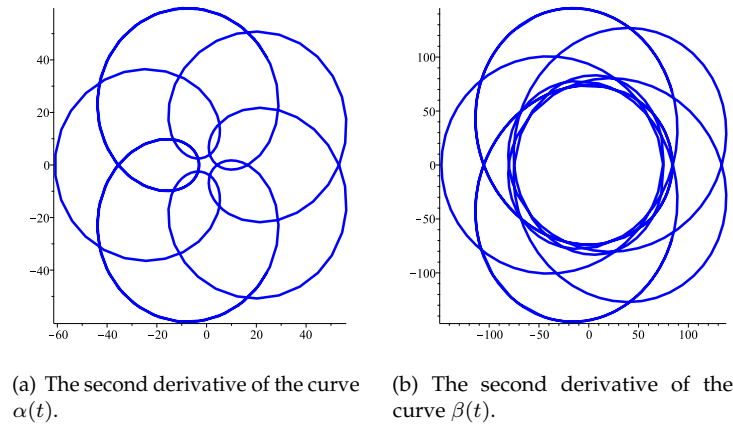 40
20
0
−20
−40
−60 −40 −20 0 20 40
100
50
0
−50
−100
−100 −50 0 50 100
(a) The second derivative of the curve
α(t).
(b) The second derivative of the
curve β(t).